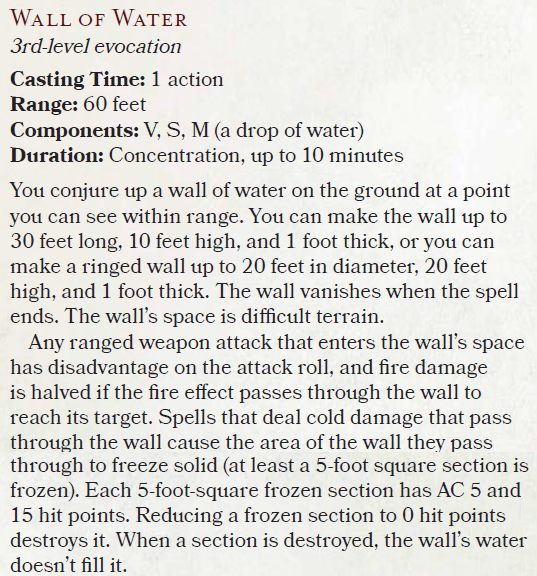 Wall of Water
3rd-level evocation
Casting Time: 1 action
Range: 60 feet
Components: V, S, M (a drop of water)
Duration: Concentration, up to 10 minutes
You conjure up a wall of water on the ground at a point
you can see within range. You can make the wall up to
30 feet long, 10 feet high, and 1 foot thick, or you can
make a ringed wall up to 20 feet in diameter, 20 feet
high, and 1 foot thick. The wall vanishes when the spell
ends. The wall's space is difficult terrain.
Any ranged weapon attack that enters the wall's space
has disadvantage on the attack roll, and fire damage
is halved if the fire effect passes through the wall to
reach its target. Spells that deal cold damage that pass
through the wall cause the area of the wall they pass
through to freeze solid (at least a 5-foot square section is
frozen). Each 5-foot-square frozen section has AC 5 and
15 hit points. Reducing a frozen section to 0 hit points
destroys it. When a section is destroyed, the wall's water
doesn't fill it.